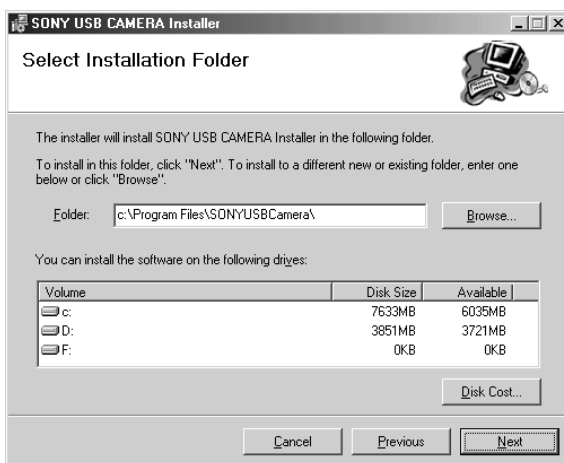 SONY USB CAMERA Installer
Select Installation Folder
The installer will install SONY USB CAMERA Installer in the following folder.
To install in this folder, click "Next". To install to a different new or existing folder, enter one
below or click "Browse".
Folder: c:\Program Files\SONYUSBCamera\ Browse...
You can install the software on the following drives:
Volume Disk Size Available
c: 7633MB 6035MB
D: 3851MB 3721MB
F: 0KB 0KB
Disk Cost...
Cancel Previous Next